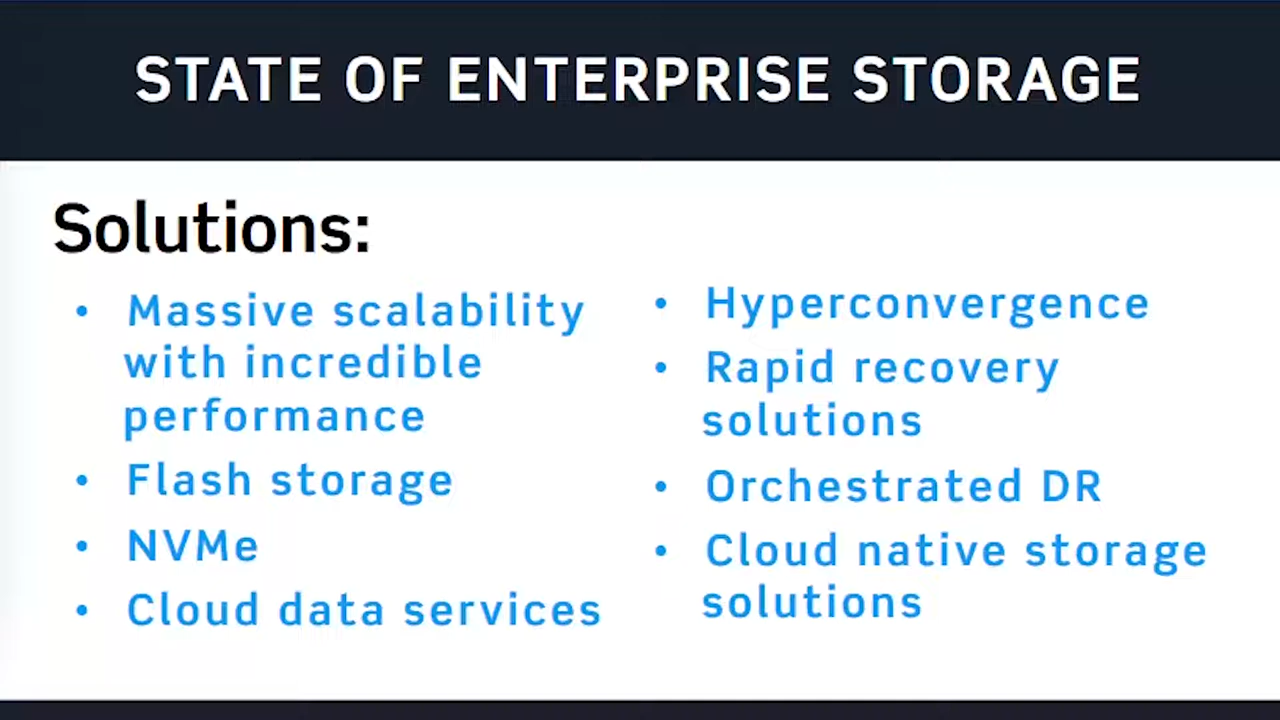 STATE OF ENTERPRISE STORAGE
Solutions:
• Massive scalability
with incredible
performance
• Flash storage
• NVMe
• Cloud data services
• Hyperconvergence
• Rapid recovery
solutions
• Orchestrated DR
• Cloud native storage
solutions